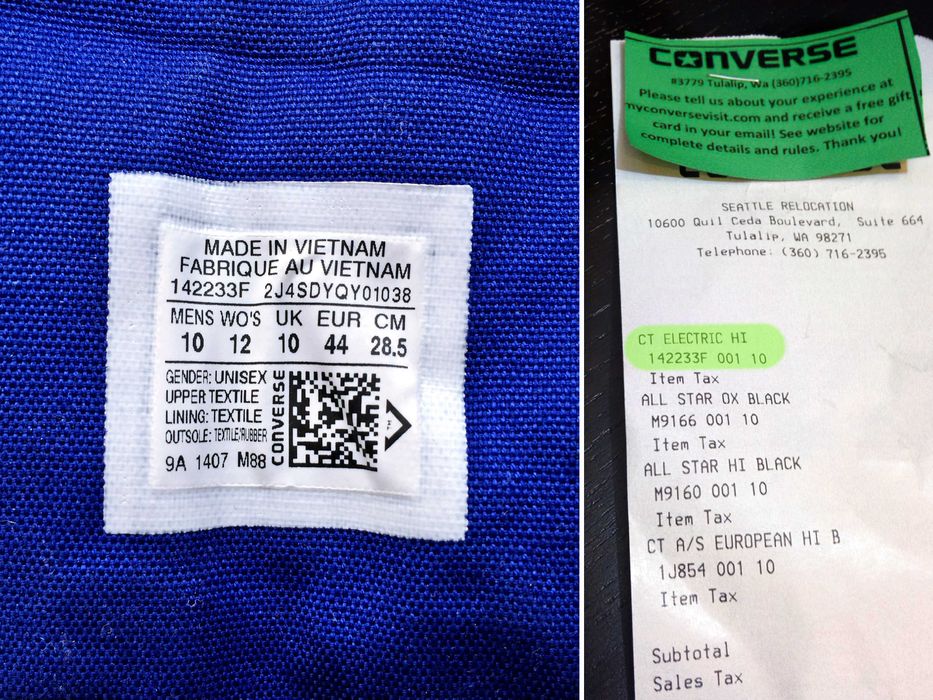 MADE IN VIETNAM
FABRIQUE AU VIETNAM
142233F 2J4SDYQY01038
MENS WO'S UK EUR CM
10 12 10 44 28.5
GENDER: UNISEX
UPPER TEXTILE
LINING: TEXTILE
OUTSOLE: TEXTILE/RUBBER
9A 1407 M88
CONVERSE
CONVERSE
#3779 Tulalip, Wa (360)716-2395
Please tell us about your experience at
myconversevisit.com and receive a free gift
card in your email! See website for
complete details and rules. Thank you!
SEATTLE RELOCATION
10600 Quil Ceda Boulevard, Suite 664
Tulalip, WA 98271
Telephone: (360) 716-2395
CT ELECTRIC HI
142233F 001 10
Item Tax
ALL STAR OX BLACK
M9166 001 10
Item Tax
ALL STAR HI BLACK
M9160 001 10
Item Tax
CT A/S EUROPEAN HI B
1J854 001 10
Item Tax
Subtotal
Sales Tax